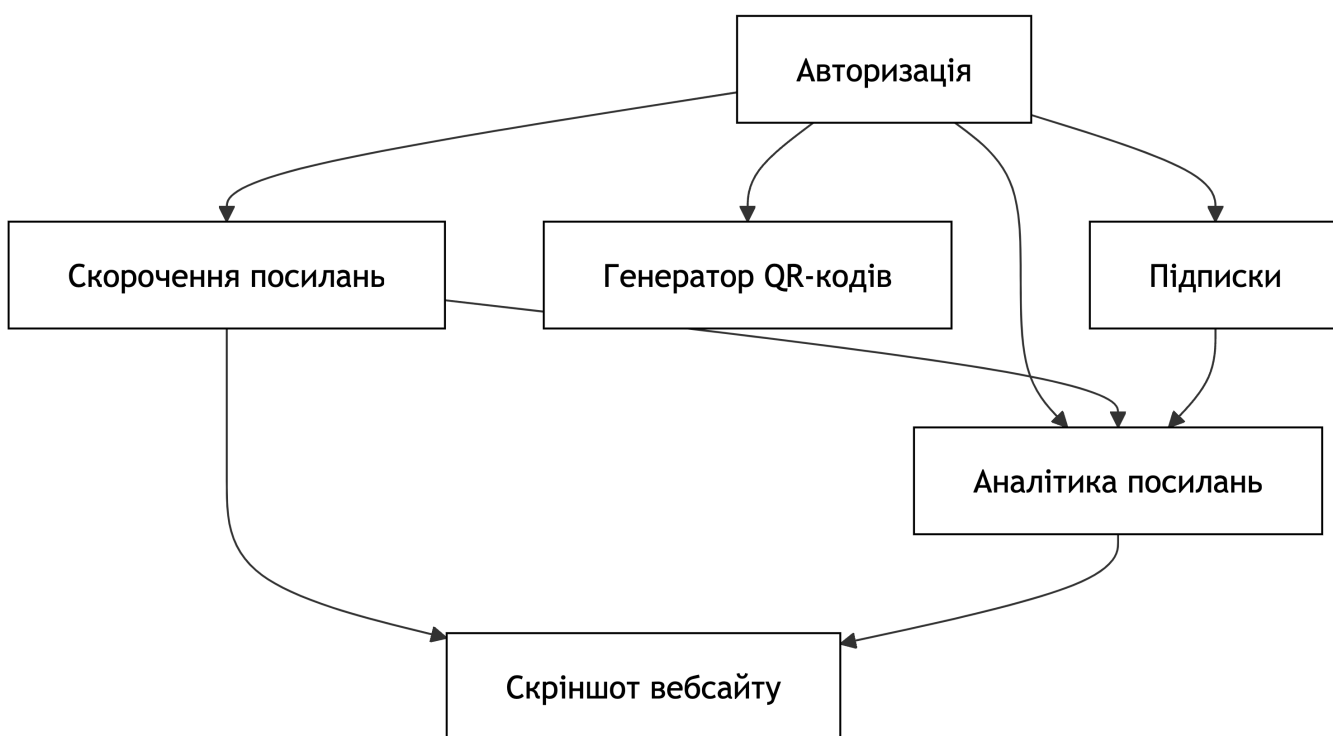 Авторизація
Скорочення посилань
Генератор QR-кодів
Підписки
Аналітика посилань
Скріншот вебсайту